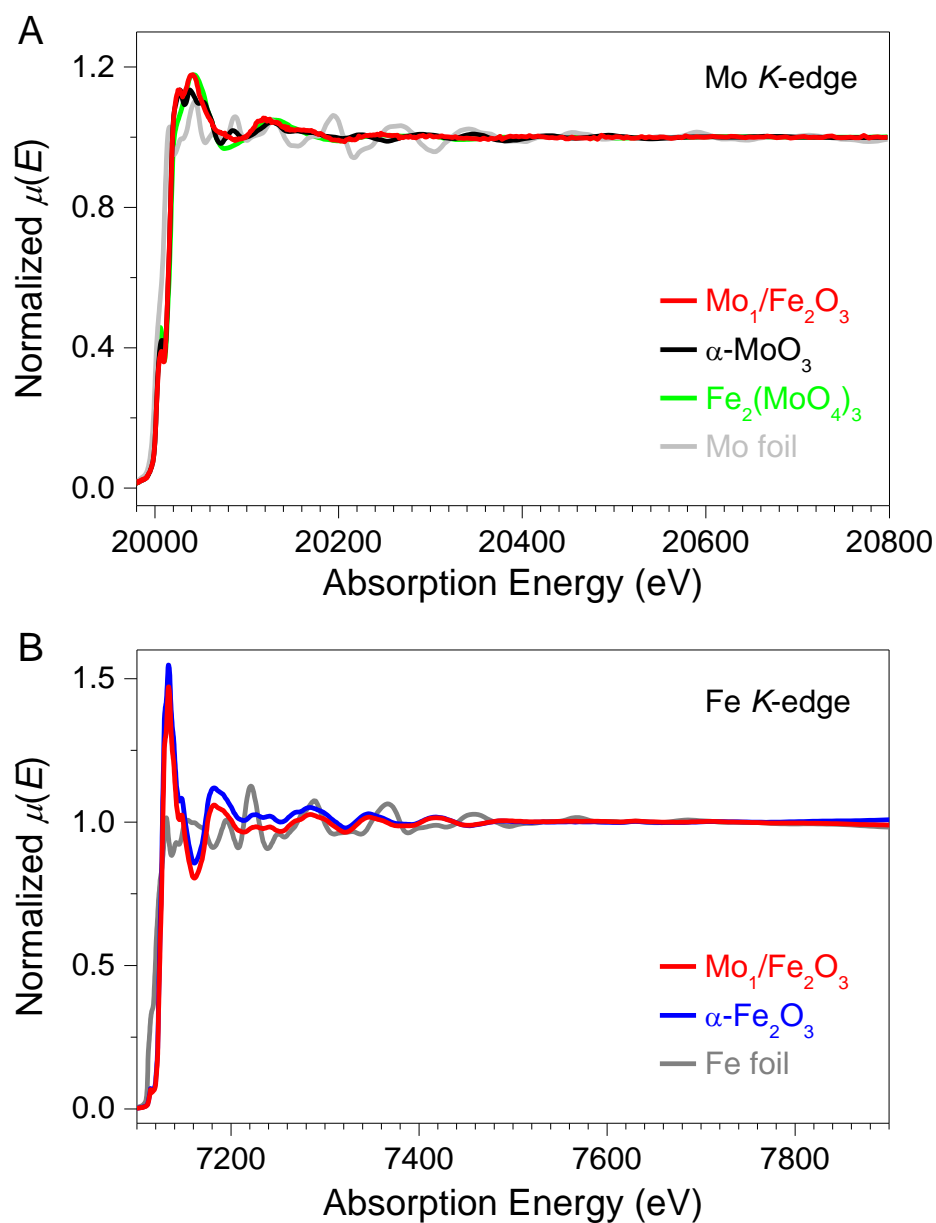 A
Normalized μ(E)
1.2
0.8
0.4
0.0
Mo K-edge
Mo₁/Fe₂O₃
α-MoO₃
Fe₂(MoO₄)₃
Mo foil
20000 20200 20400 20600 20800
Absorption Energy (eV)
B
Normalized μ(E)
1.5
1.0
0.5
0.0
Fe K-edge
Mo₁/Fe₂O₃
α-Fe₂O₃
Fe foil
7200 7400 7600 7800
Absorption Energy (eV)